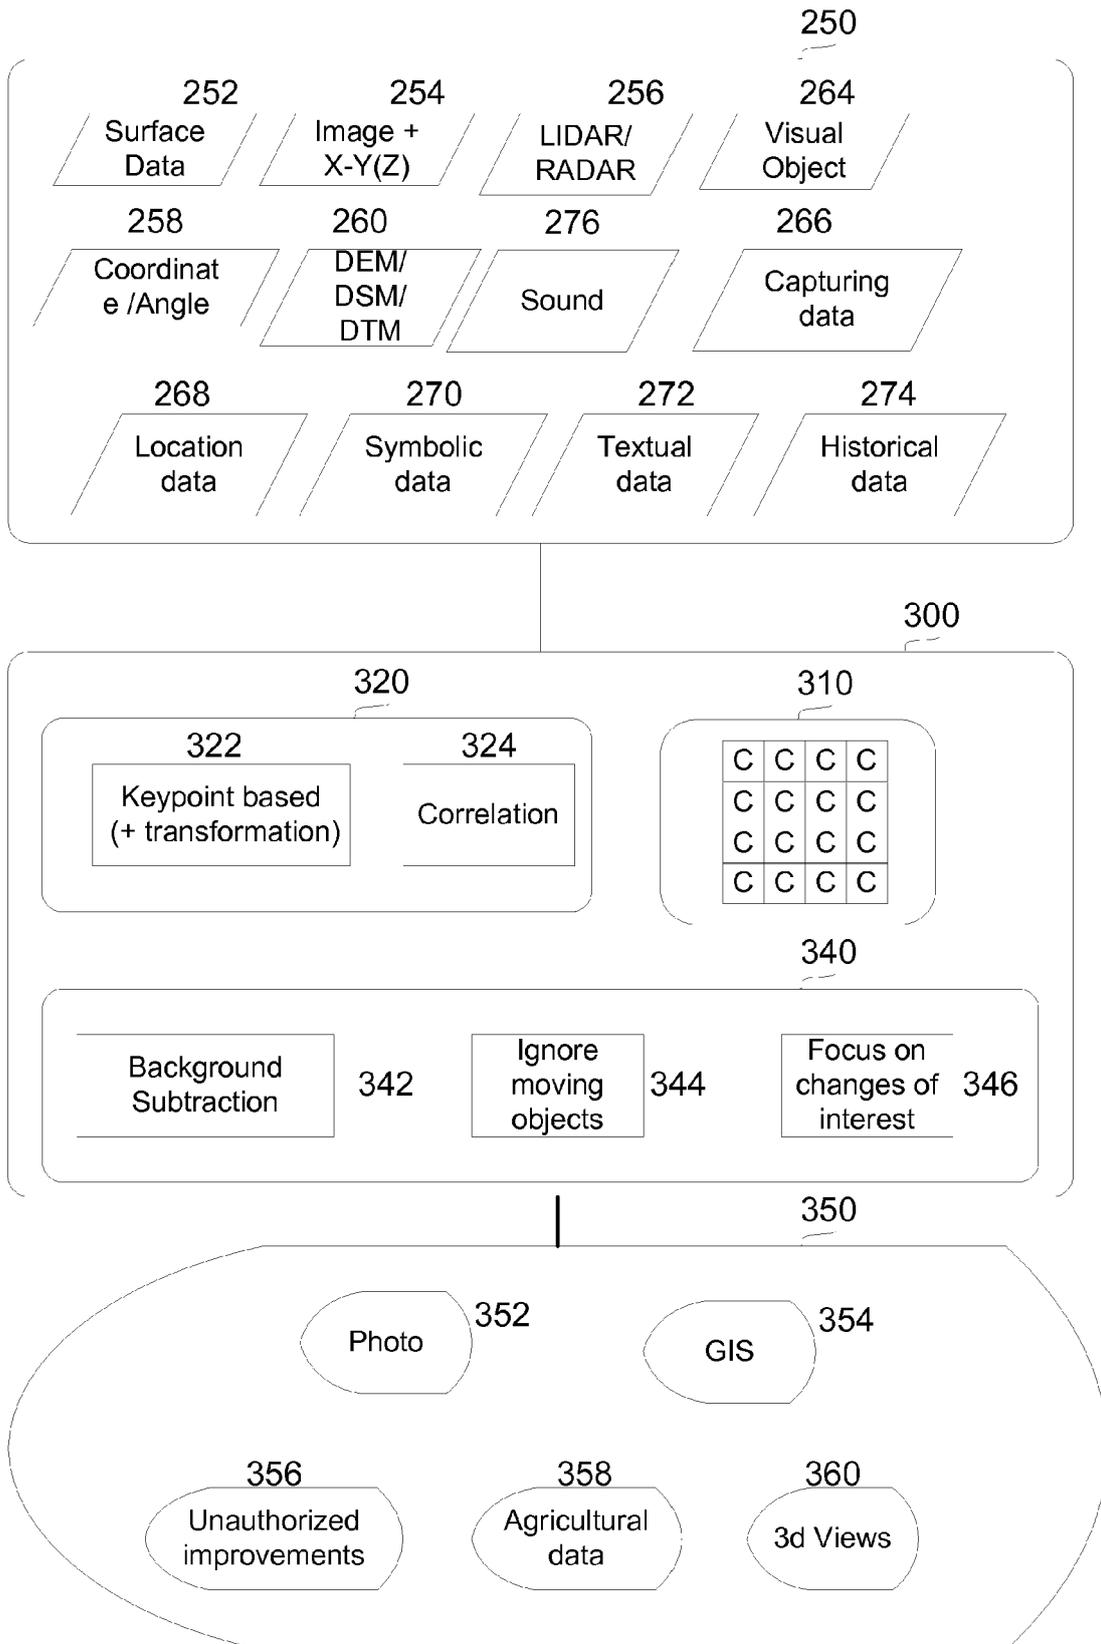 250
252 254 256 264
Surface
Data
Image +
X-Y(Z)
LIDAR/
RADAR
Visual
Object
258 260 276 266
Coordinat
e /Angle
DEM/
DSM/
DTM
Sound
Capturing
data
268 270 272 274
Location
data
Symbolic
data
Textual
data
Historical
data
300
320 310
322 324
Keypoint based
(+ transformation)
Correlation
C C C C
C C C C
C C C C
C C C C
340
Background
Subtraction
342
Ignore
moving
objects
344
Focus on
changes of
interest
346
350
Photo
352
GIS
354
356 358 360
Unauthorized
improvements
Agricultural
data
3d Views